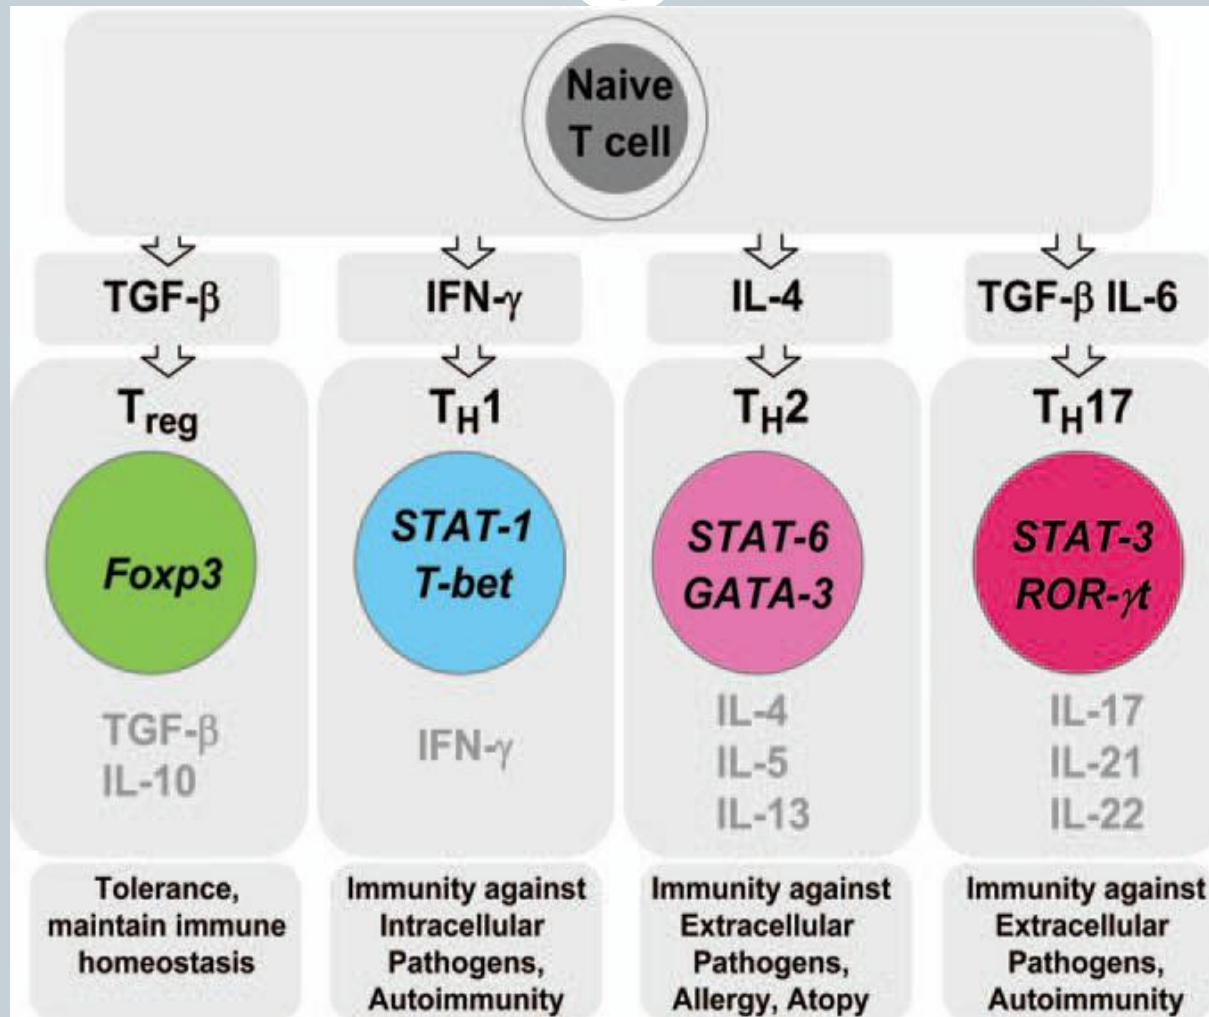 Naive
T cell
TGF-β
IFN-γ
IL-4
TGF-β IL-6
Treg
TH1
TH2
TH17
Foxp3
STAT-1
T-bet
STAT-6
GATA-3
STAT-3
ROR-γt
TGF-β
IL-10
IFN-γ
IL-4
IL-5
IL-13
IL-17
IL-21
IL-22
Tolerance,
maintain immune
homeostasis
Immunity against
Intracellular
Pathogens,
Autoimmunity
Immunity against
Extracellular
Pathogens,
Allergy, Atopy
Immunity against
Extracellular
Pathogens,
Autoimmunity